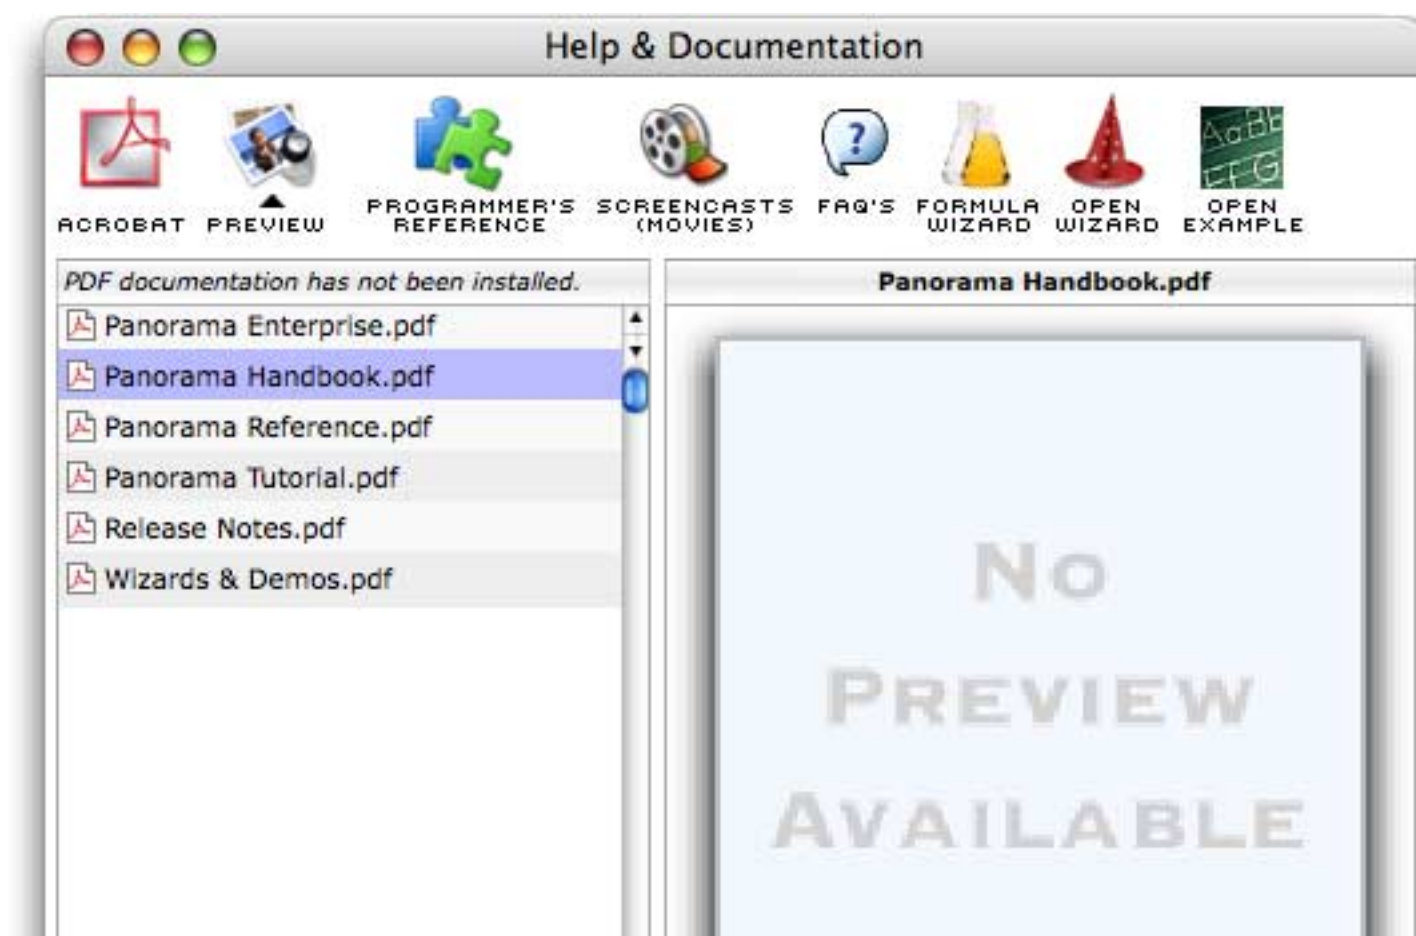 Help & Documentation
ACROBAT
PREVIEW
PROGRAMMER'S
REFERENCE
SCREENCASTS
(MOVIES)
FAQ'S
FORMULA
WIZARD
OPEN
WIZARD
AaBb
FFG
OPEN
EXAMPLE
PDF documentation has not been installed.
Panorama Enterprise.pdf
Panorama Handbook.pdf
Panorama Reference.pdf
Panorama Tutorial.pdf
Release Notes.pdf
Wizards & Demos.pdf
Panorama Handbook.pdf
NO
PREVIEW
AVAILABLE